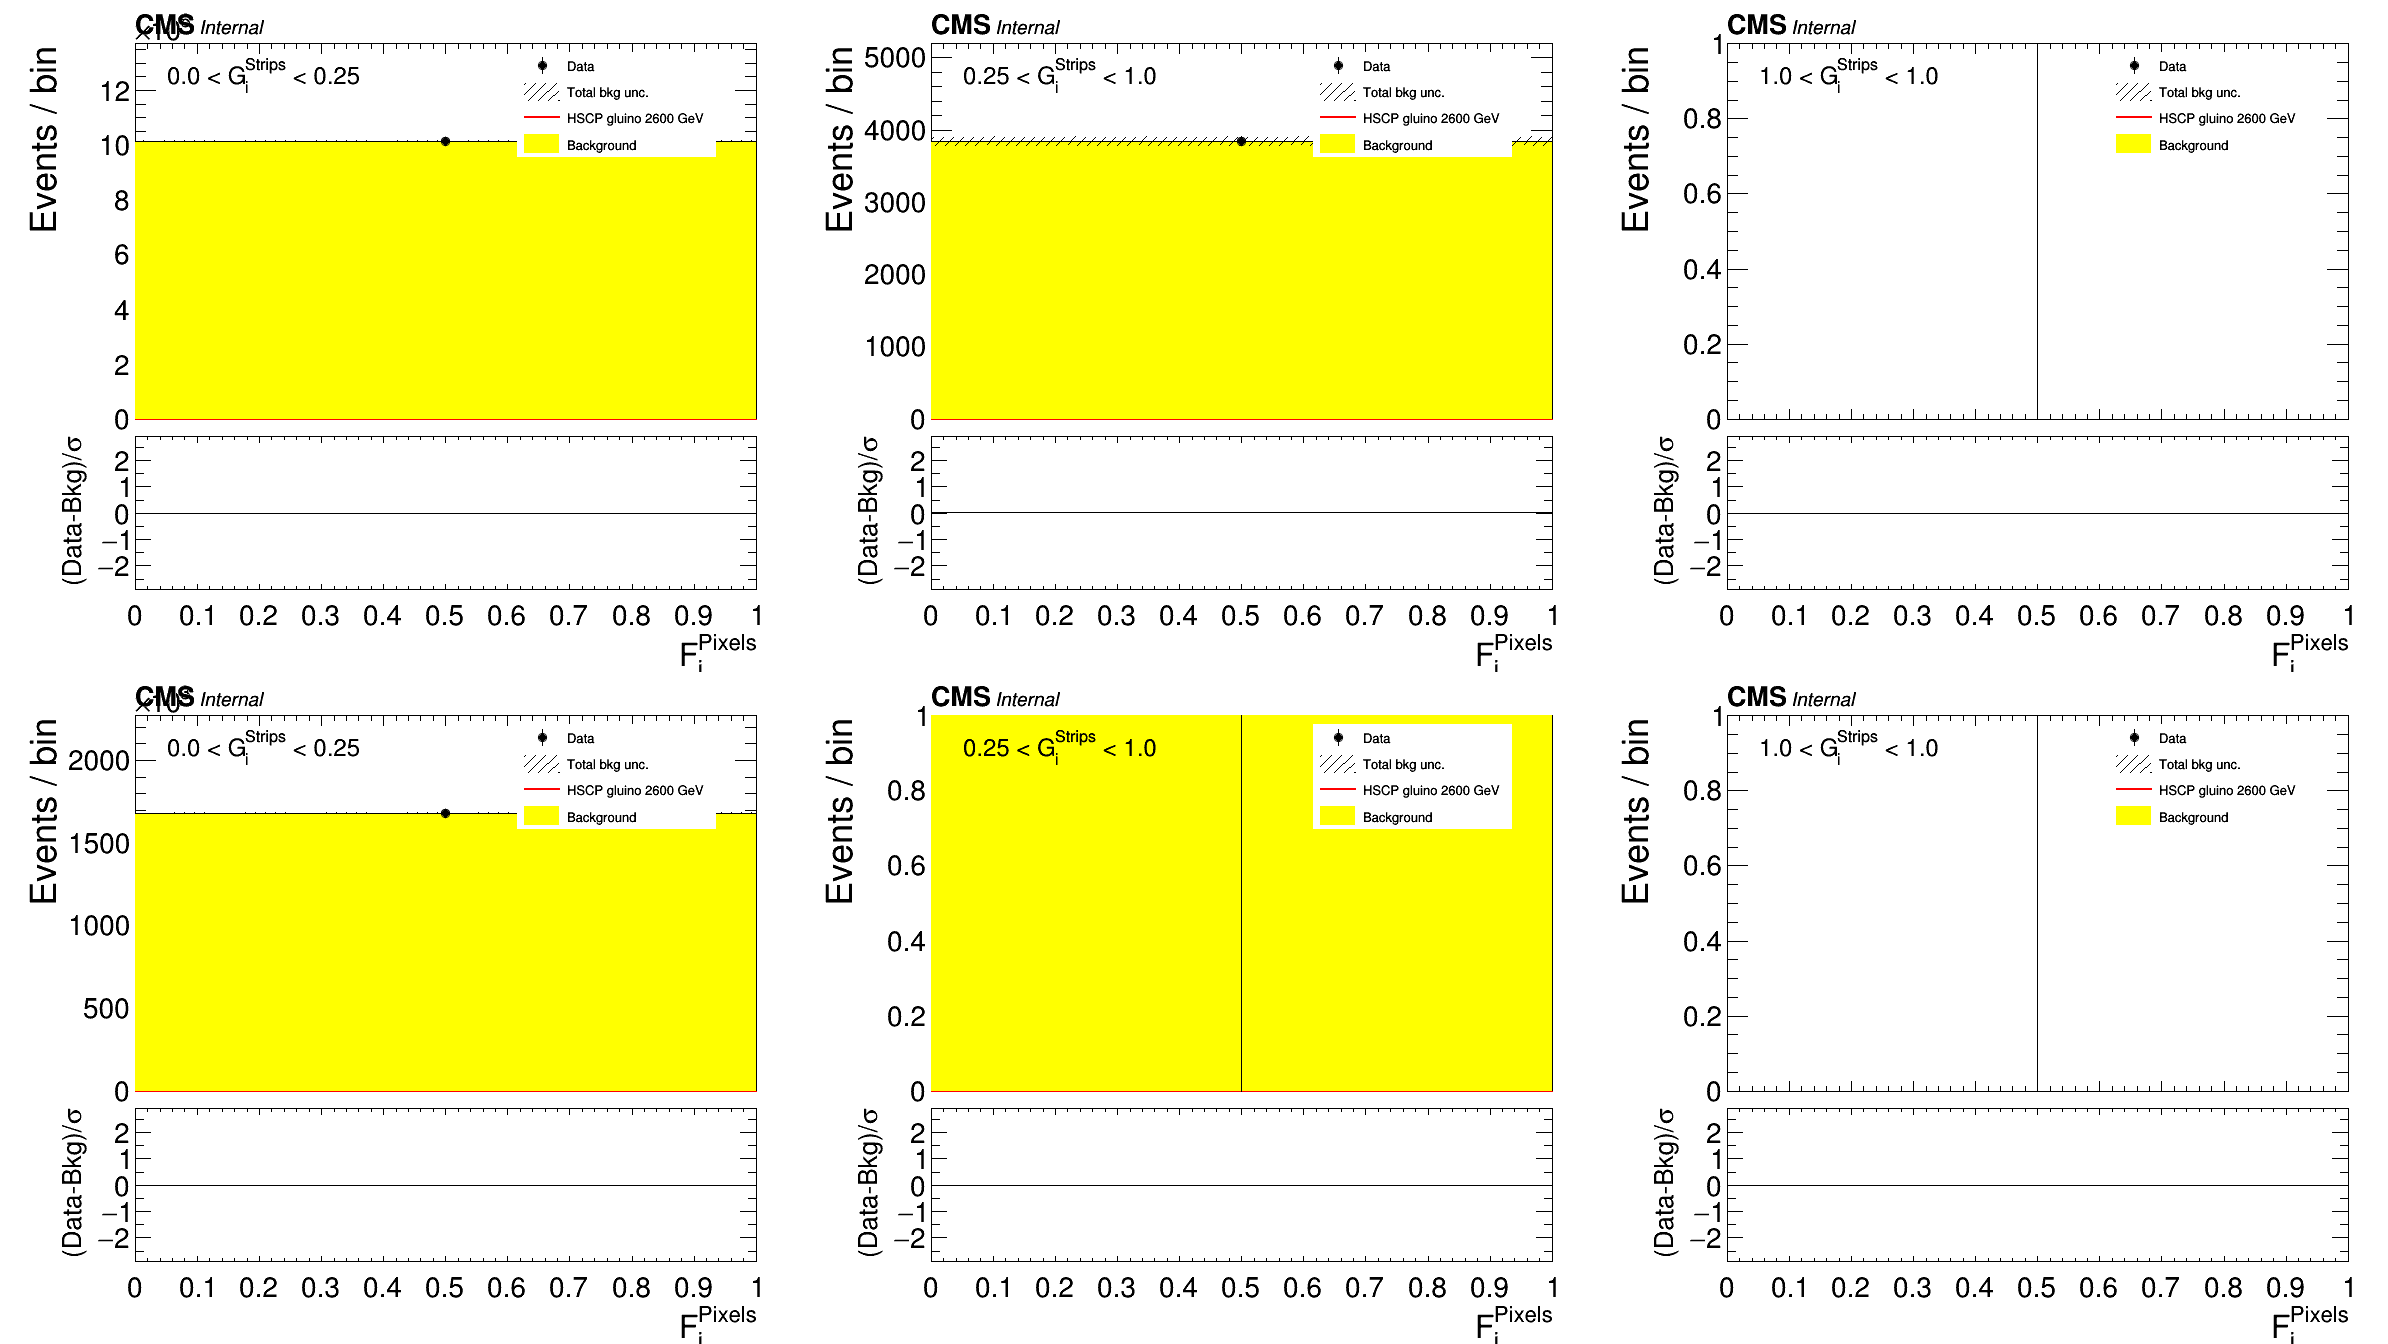 CMS Internal
Events / bin
0.0 < G_i^Strips < 0.25
Data
Total bkg unc.
HSCP gluino 2600 GeV
Background
12
10
8
6
4
2
0
(Data-Bkg)/σ
2
1
0
−1
−2
0 0.1 0.2 0.3 0.4 0.5 0.6 0.7 0.8 0.9 1
F_i^Pixels
CMS Internal
Events / bin
0.25 < G_i^Strips < 1.0
Data
Total bkg unc.
HSCP gluino 2600 GeV
Background
5000
4000
3000
2000
1000
0
(Data-Bkg)/σ
2
1
0
−1
−2
0 0.1 0.2 0.3 0.4 0.5 0.6 0.7 0.8 0.9 1
F_i^Pixels
CMS Internal
Events / bin
1.0 < G_i^Strips < 1.0
Data
Total bkg unc.
HSCP gluino 2600 GeV
Background
1
0.8
0.6
0.4
0.2
0
(Data-Bkg)/σ
2
1
0
−1
−2
0 0.1 0.2 0.3 0.4 0.5 0.6 0.7 0.8 0.9 1
F_i^Pixels
CMS Internal
Events / bin
0.0 < G_i^Strips < 0.25
Data
Total bkg unc.
HSCP gluino 2600 GeV
Background
2000
1500
1000
500
0
(Data-Bkg)/σ
2
1
0
−1
−2
0 0.1 0.2 0.3 0.4 0.5 0.6 0.7 0.8 0.9 1
F_i^Pixels
CMS Internal
Events / bin
0.25 < G_i^Strips < 1.0
Data
Total bkg unc.
HSCP gluino 2600 GeV
Background
1
0.8
0.6
0.4
0.2
0
(Data-Bkg)/σ
2
1
0
−1
−2
0 0.1 0.2 0.3 0.4 0.5 0.6 0.7 0.8 0.9 1
F_i^Pixels
CMS Internal
Events / bin
1.0 < G_i^Strips < 1.0
Data
Total bkg unc.
HSCP gluino 2600 GeV
Background
1
0.8
0.6
0.4
0.2
0
(Data-Bkg)/σ
2
1
0
−1
−2
0 0.1 0.2 0.3 0.4 0.5 0.6 0.7 0.8 0.9 1
F_i^Pixels